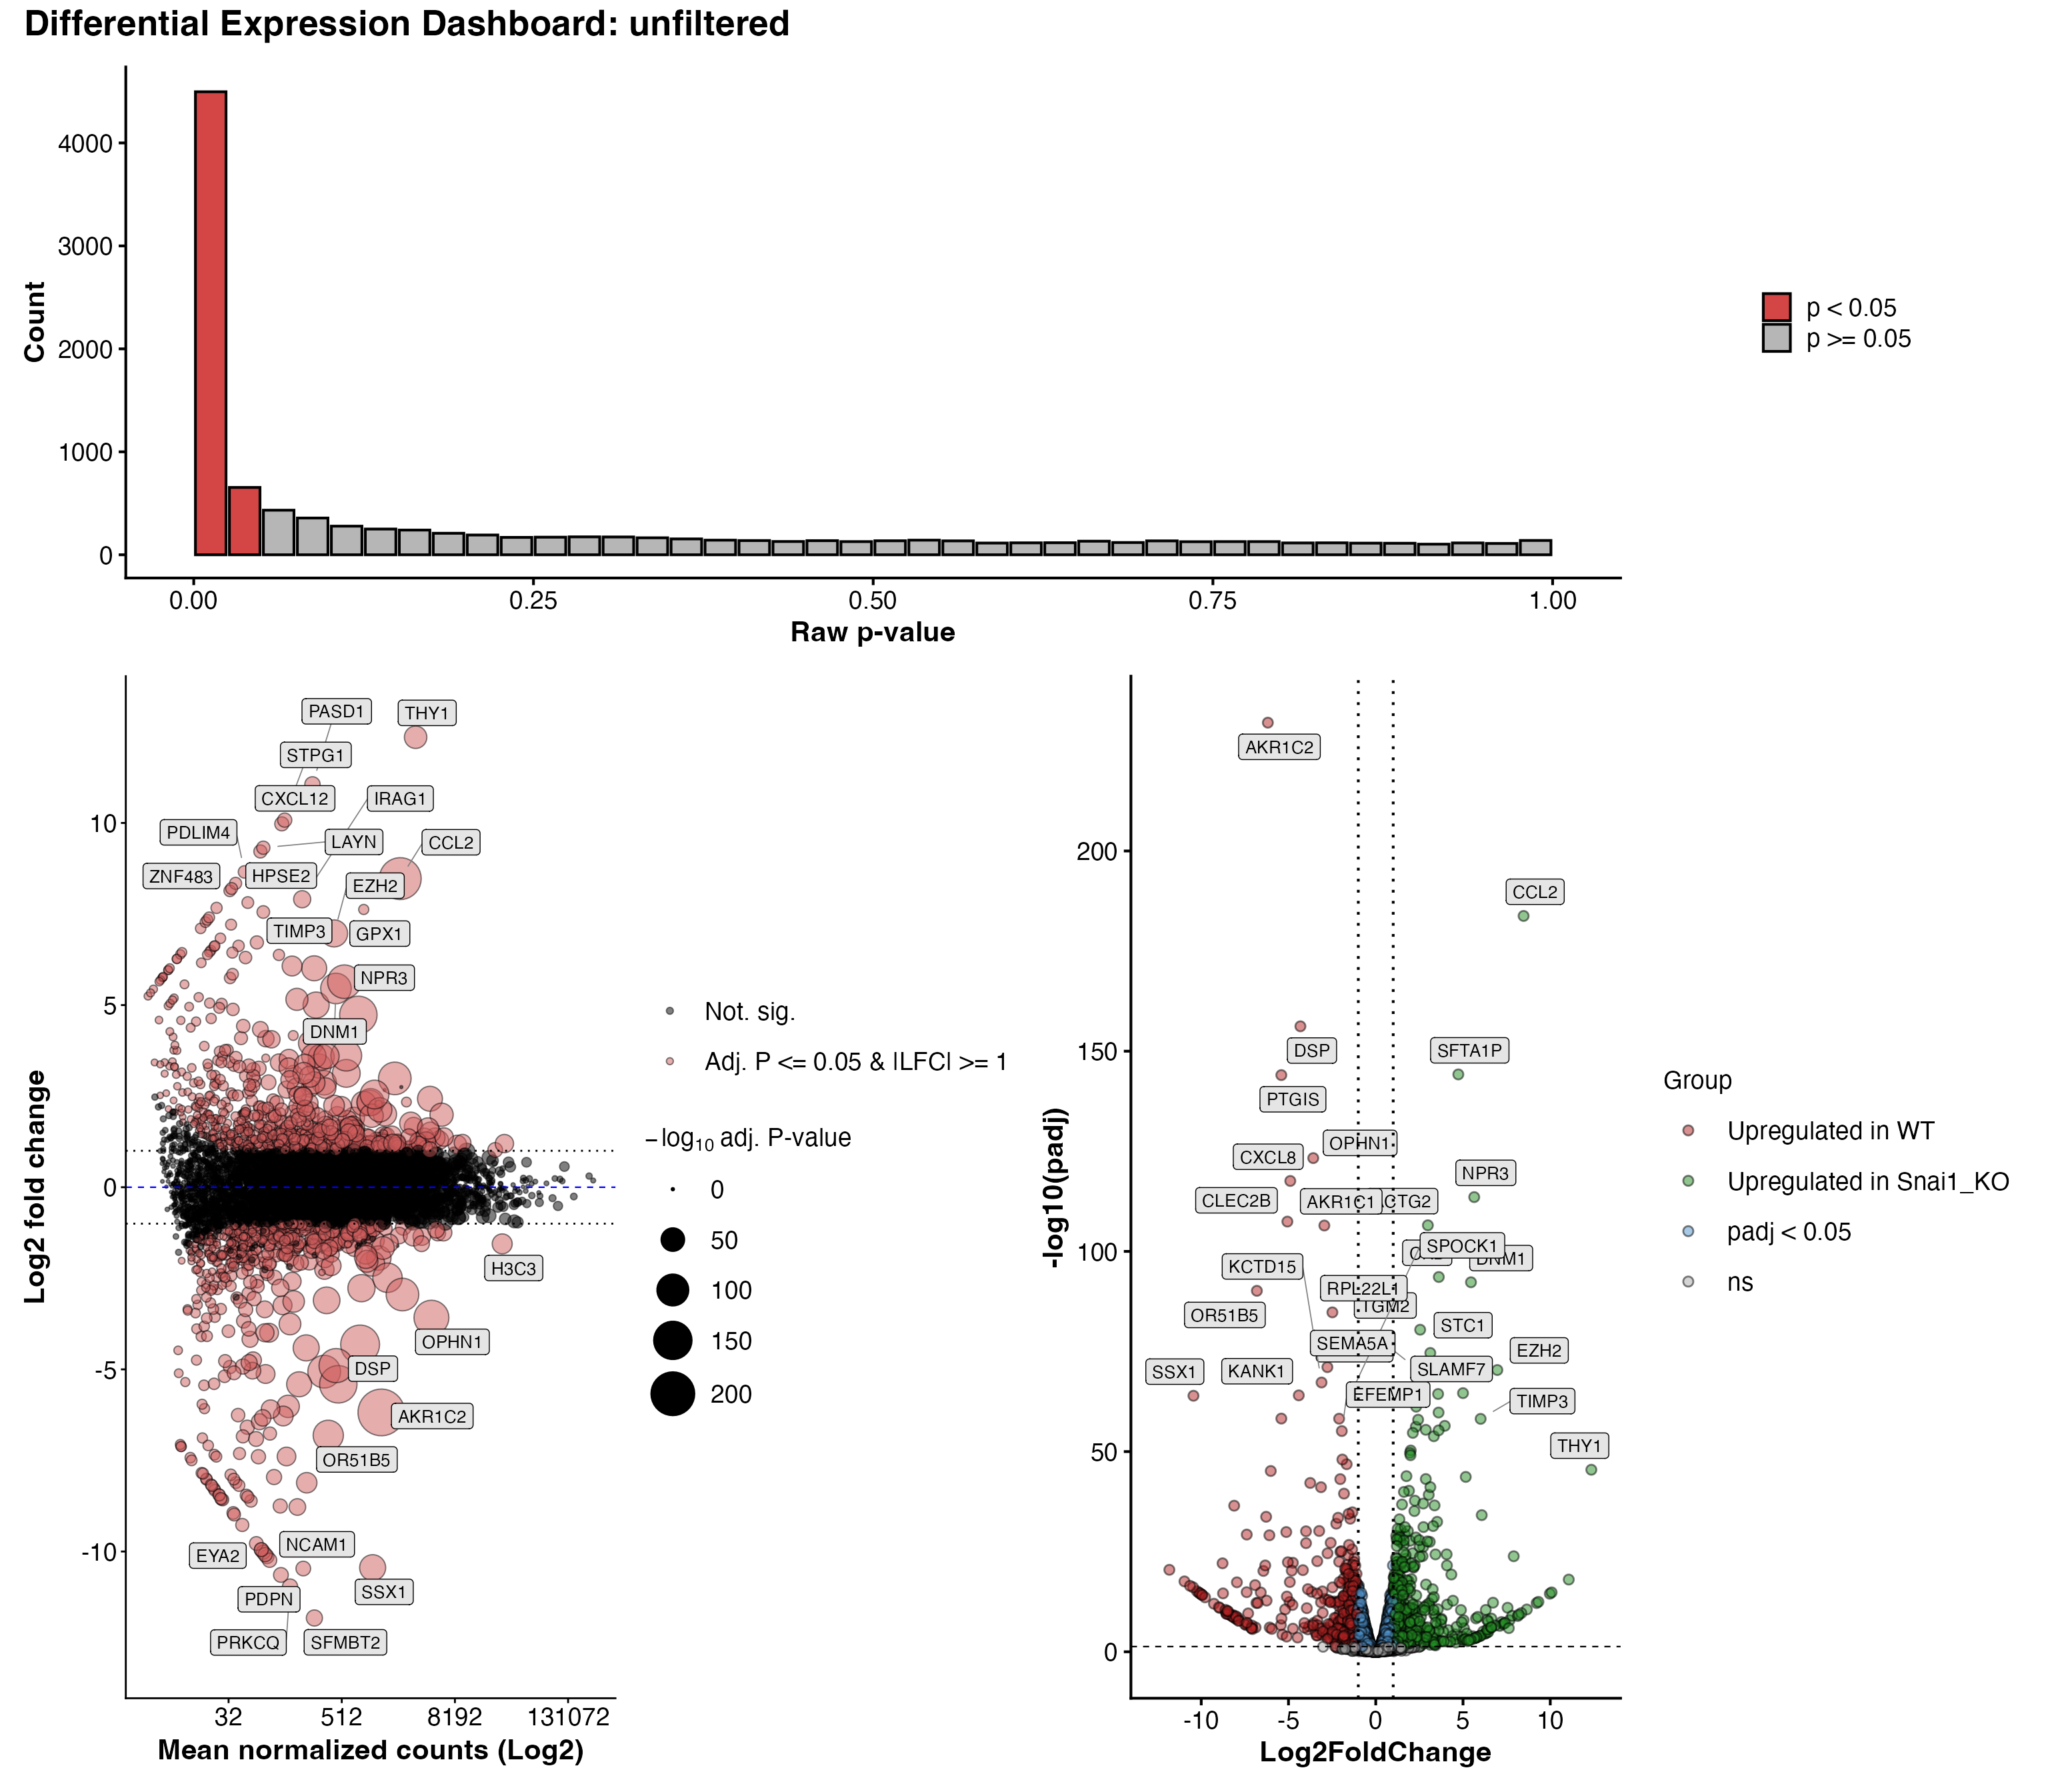 Differential Expression Dashboard: unfiltered
Count
4000
3000
2000
1000
0
0.00
0.25
0.50
0.75
1.00
Raw p-value
p < 0.05
p >= 0.05
Log2 fold change
10
5
0
-5
-10
PASD1
THY1
STPG1
CXCL12
IRAG1
PDLIM4
LAYN
CCL2
ZNF483
HPSE2
EZH2
TIMP3
GPX1
NPR3
DNM1
H3C3
OPHN1
DSP
AKR1C2
OR51B5
EYA2
NCAM1
PDPN
SSX1
PRKCQ
SFMBT2
32
512
8192
131072
Mean normalized counts (Log2)
Not. sig.
Adj. P <= 0.05 & |LFC| >= 1
−log10 adj. P-value
0
50
100
150
200
-log10(padj)
200
150
100
50
0
AKR1C2
CCL2
DSP
SFTA1P
PTGIS
OPHN1
CXCL8
NPR3
CLEC2B
AKR1C1
CTG2
SPOCK1
DNM1
KCTD15
RPL22L1
TGM2
OR51B5
STC1
SEMA5A
EZH2
SSX1
KANK1
SLAMF7
EFEMP1
TIMP3
THY1
-10
-5
0
5
10
Log2FoldChange
Group
Upregulated in WT
Upregulated in Snai1_KO
padj < 0.05
ns